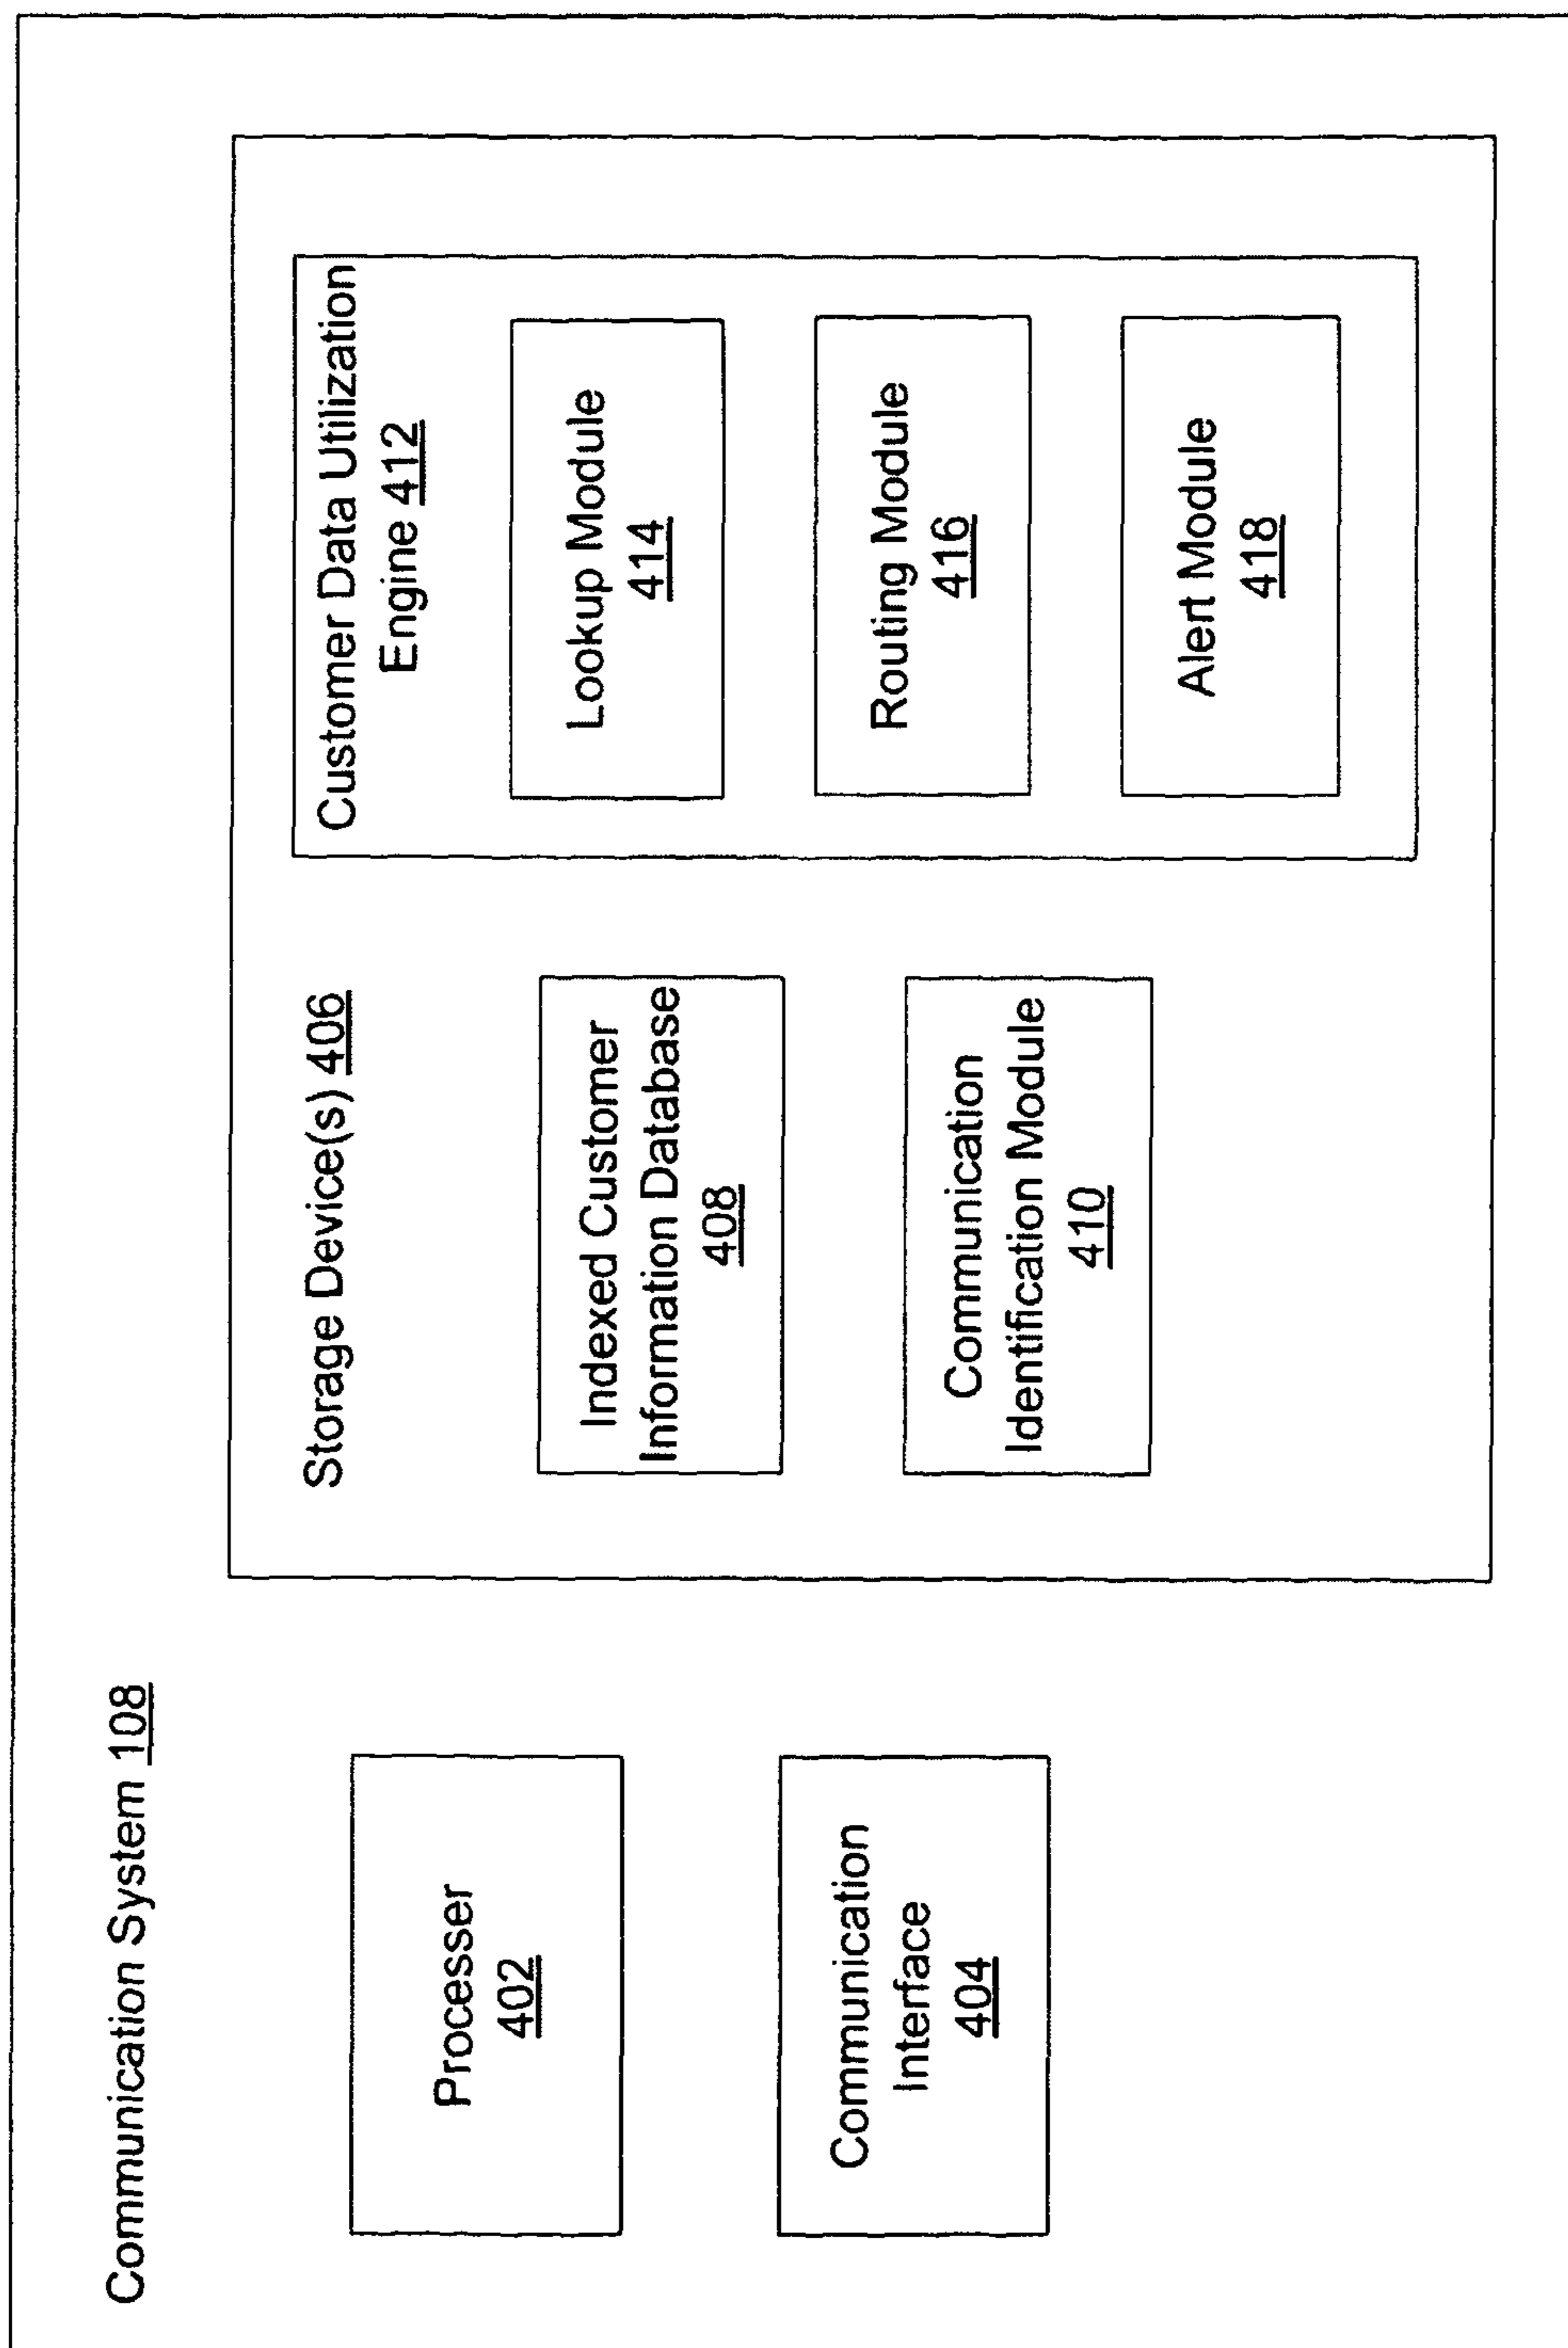 Communication System 108
Processer
402
Communication
Interface
404
Storage Device(s) 406
Indexed Customer
Information Database
408
Communication
Identification Module
410
Customer Data Utilization
Engine 412
Lookup Module
414
Routing Module
416
Alert Module
418